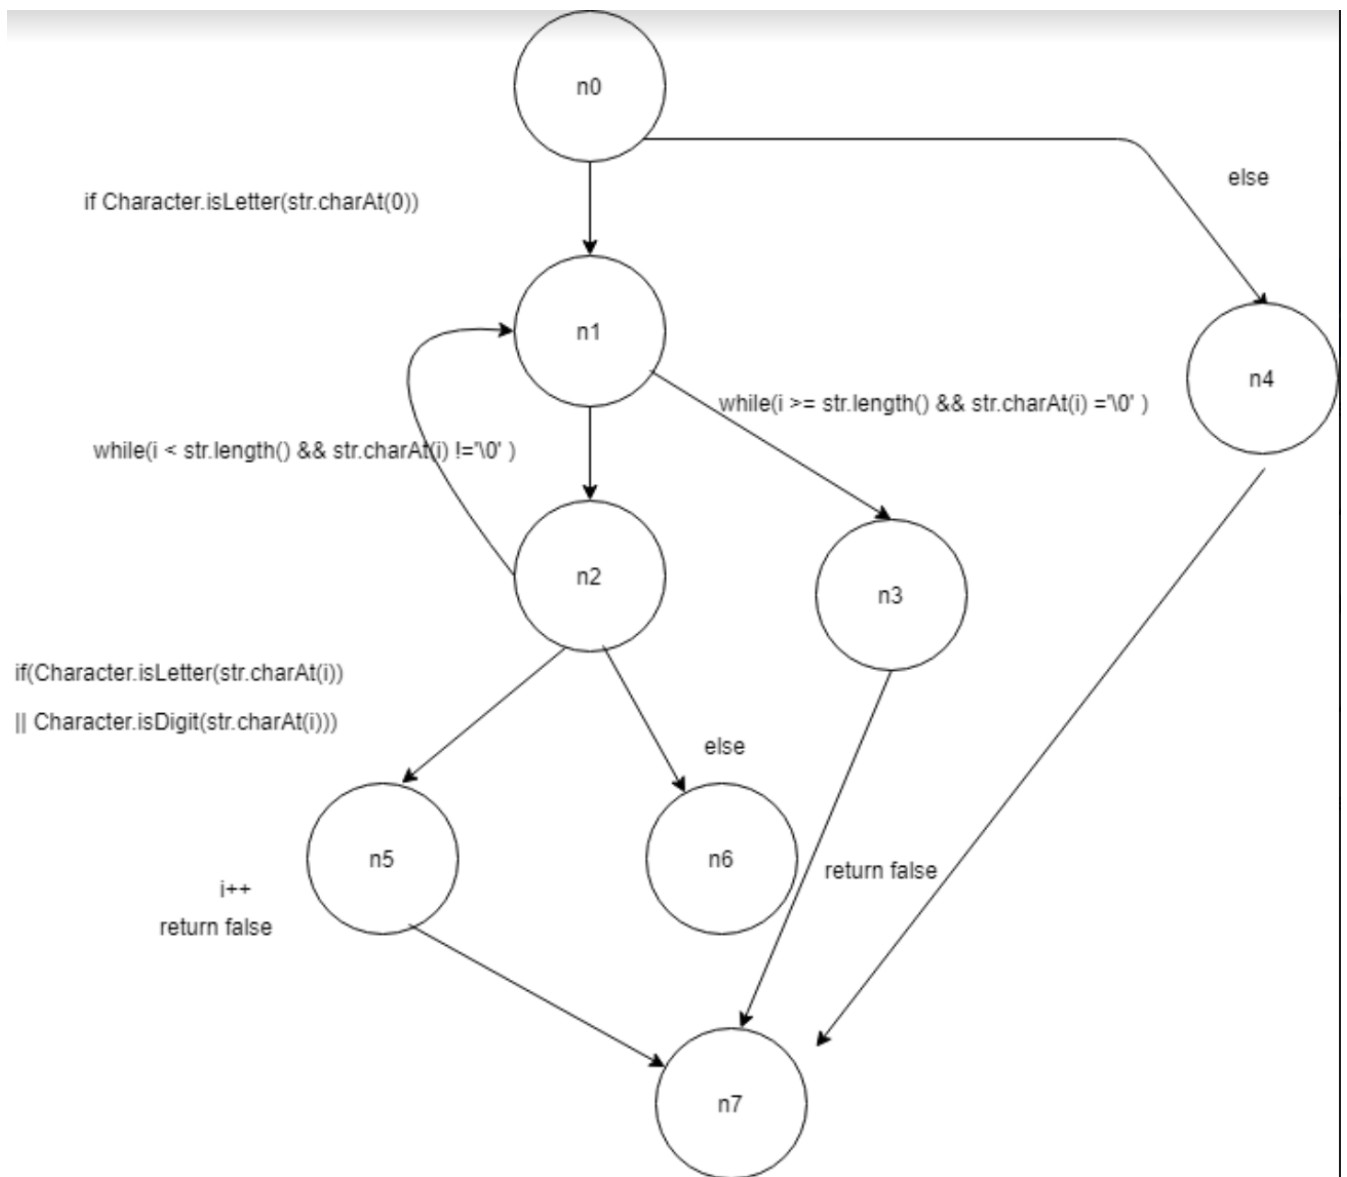 n0
else
if Character.isLetter(str.charAt(0))
n1
n4
while(i >= str.length() && str.charAt(i) ='\0' )
while(i < str.length() && str.charAt(i) !='\0' )
n2
n3
if(Character.isLetter(str.charAt(i))
|| Character.isDigit(str.charAt(i)))
else
n5
n6
return false
i++
return false
n7